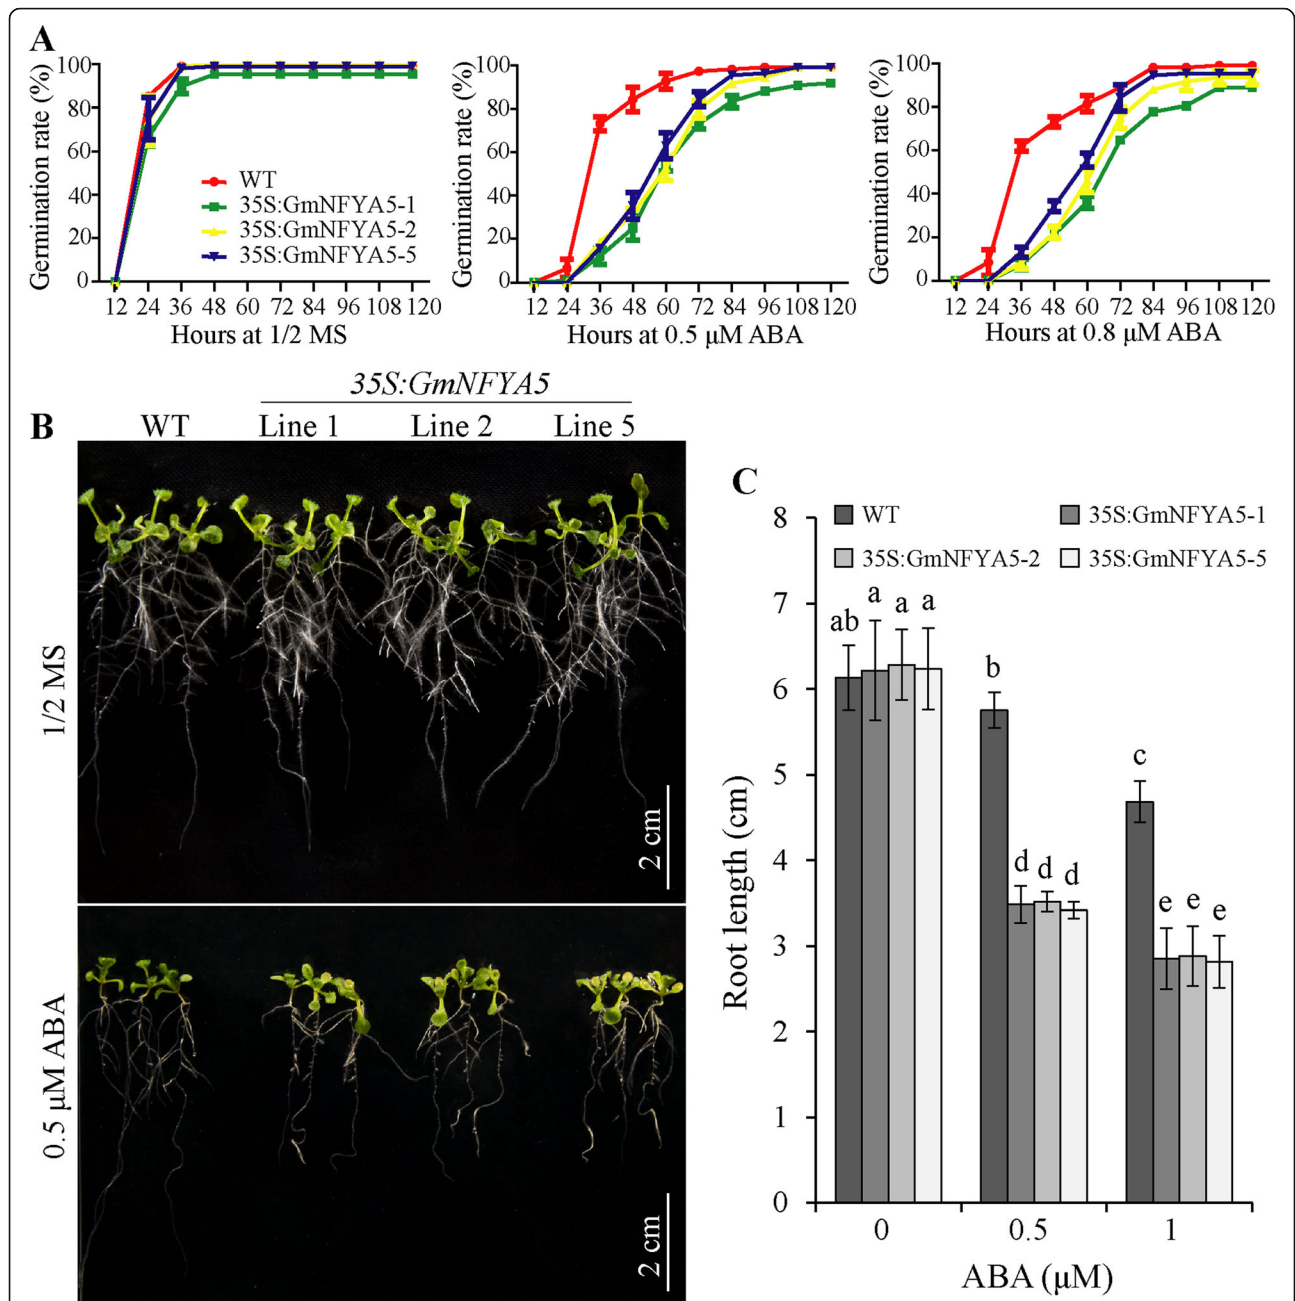 A
Germination rate (%)
100
80
60
40
20
0
WT
35S:GmNFYA5-1
35S:GmNFYA5-2
35S:GmNFYA5-5
12 24 36 48 60 72 84 96 108 120
Hours at 1/2 MS
Germination rate (%)
100
80
60
40
20
0
12 24 36 48 60 72 84 96 108 120
Hours at 0.5 μM ABA
Germination rate (%)
100
80
60
40
20
0
12 24 36 48 60 72 84 96 108 120
Hours at 0.8 μM ABA
B
35S:GmNFYA5
WT Line 1 Line 2 Line 5
1/2 MS
2 cm
0.5 μM ABA
2 cm
C
WT 35S:GmNFYA5-1
35S:GmNFYA5-2 35S:GmNFYA5-5
Root length (cm)
8
7
6
5
4
3
2
1
0
ab a a a
b
d d d
c
e e e
0 0.5 1
ABA (μM)